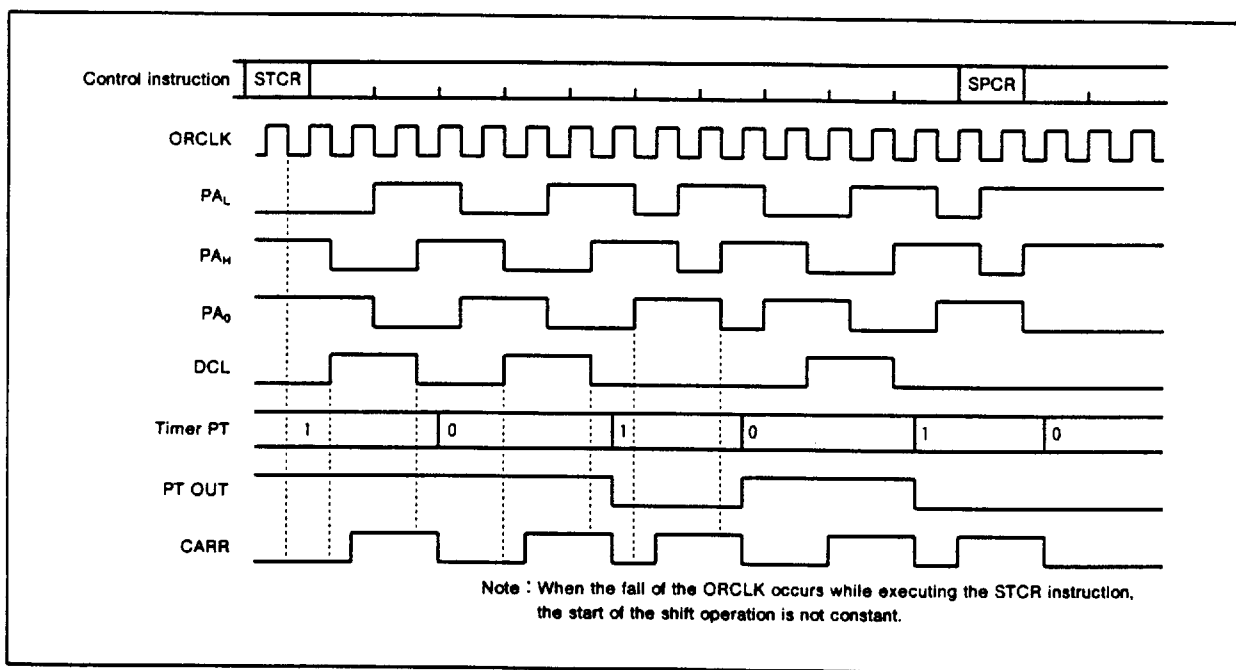 Control instruction STCR SPCR
ORCLK
PAL
PAH
PA0
DCL
Timer PT 1 0 1 0 1 0
PT OUT
CARR
Note : When the fall of the ORCLK occurs while executing the STCR instruction,
the start of the shift operation is not constant.